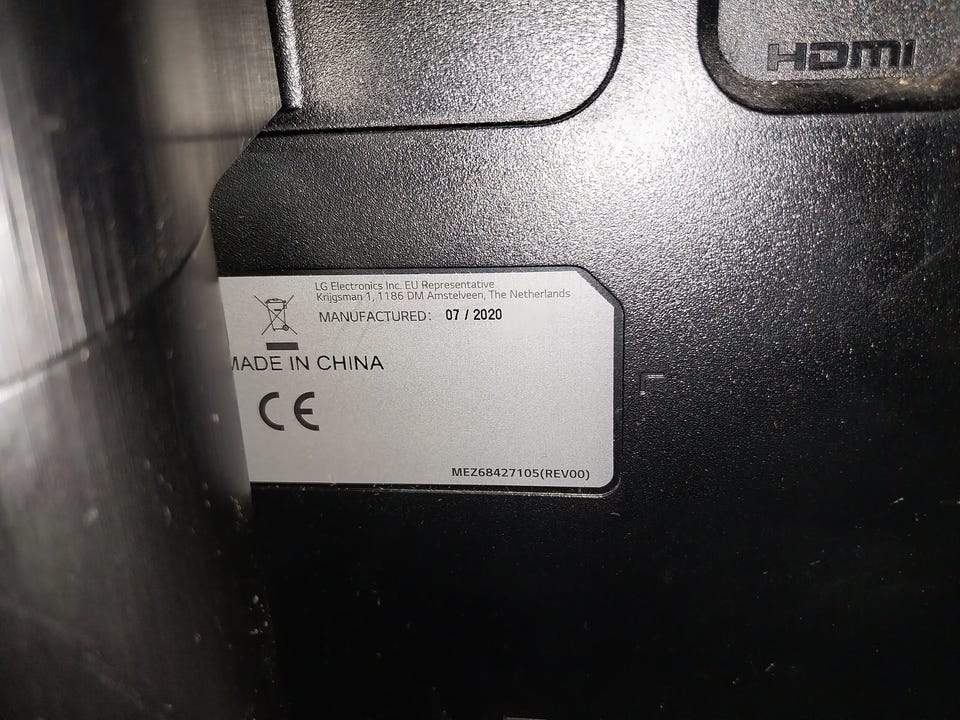 HDMI
LG Electronics Inc. EU Representative
Krijgsman 1, 1186 DM Amstelveen, The Netherlands
MANUFACTURED: 07 / 2020
MADE IN CHINA
CE
MEZ68427105(REV00)